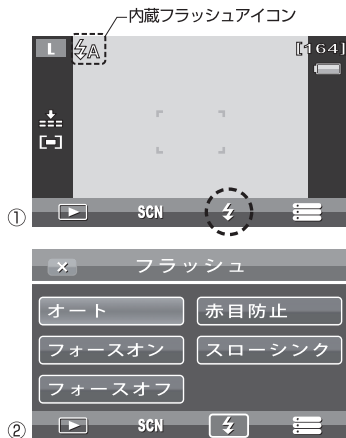 内蔵フラッシュアイコン
L
A
[164]
① SCN
× フラッシュ
オート 赤目防止
フォースオン スローシンク
フォースオフ
② SCN